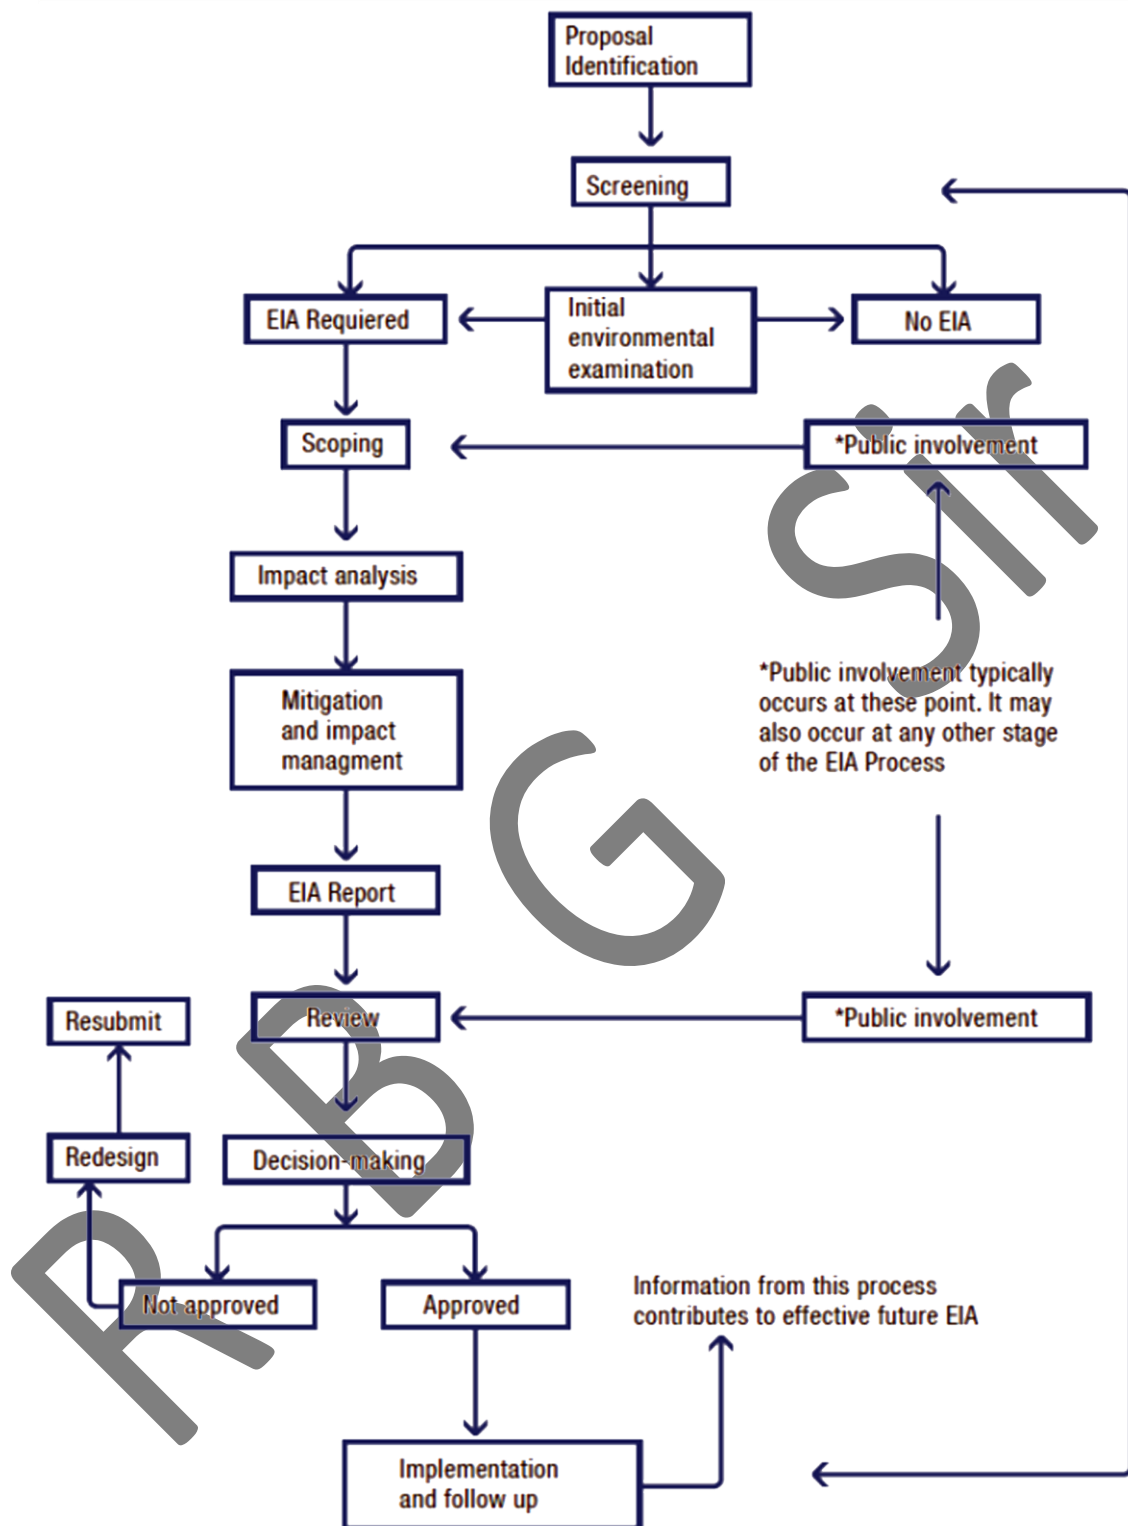 Proposal
Identification
Screening
EIA Requiered
Initial
environmental
examination
No EIA
Scoping
*Public involvement
Impact analysis
Mitigation
and impact
managment
*Public involvement typically
occurs at these point. It may
also occur at any other stage
of the EIA Process
EIA Report
Resubmit
Review
*Public involvement
Redesign
Decision-making
Not approved
Approved
Information from this process
contributes to effective future EIA
Implementation
and follow up
R B G Sir